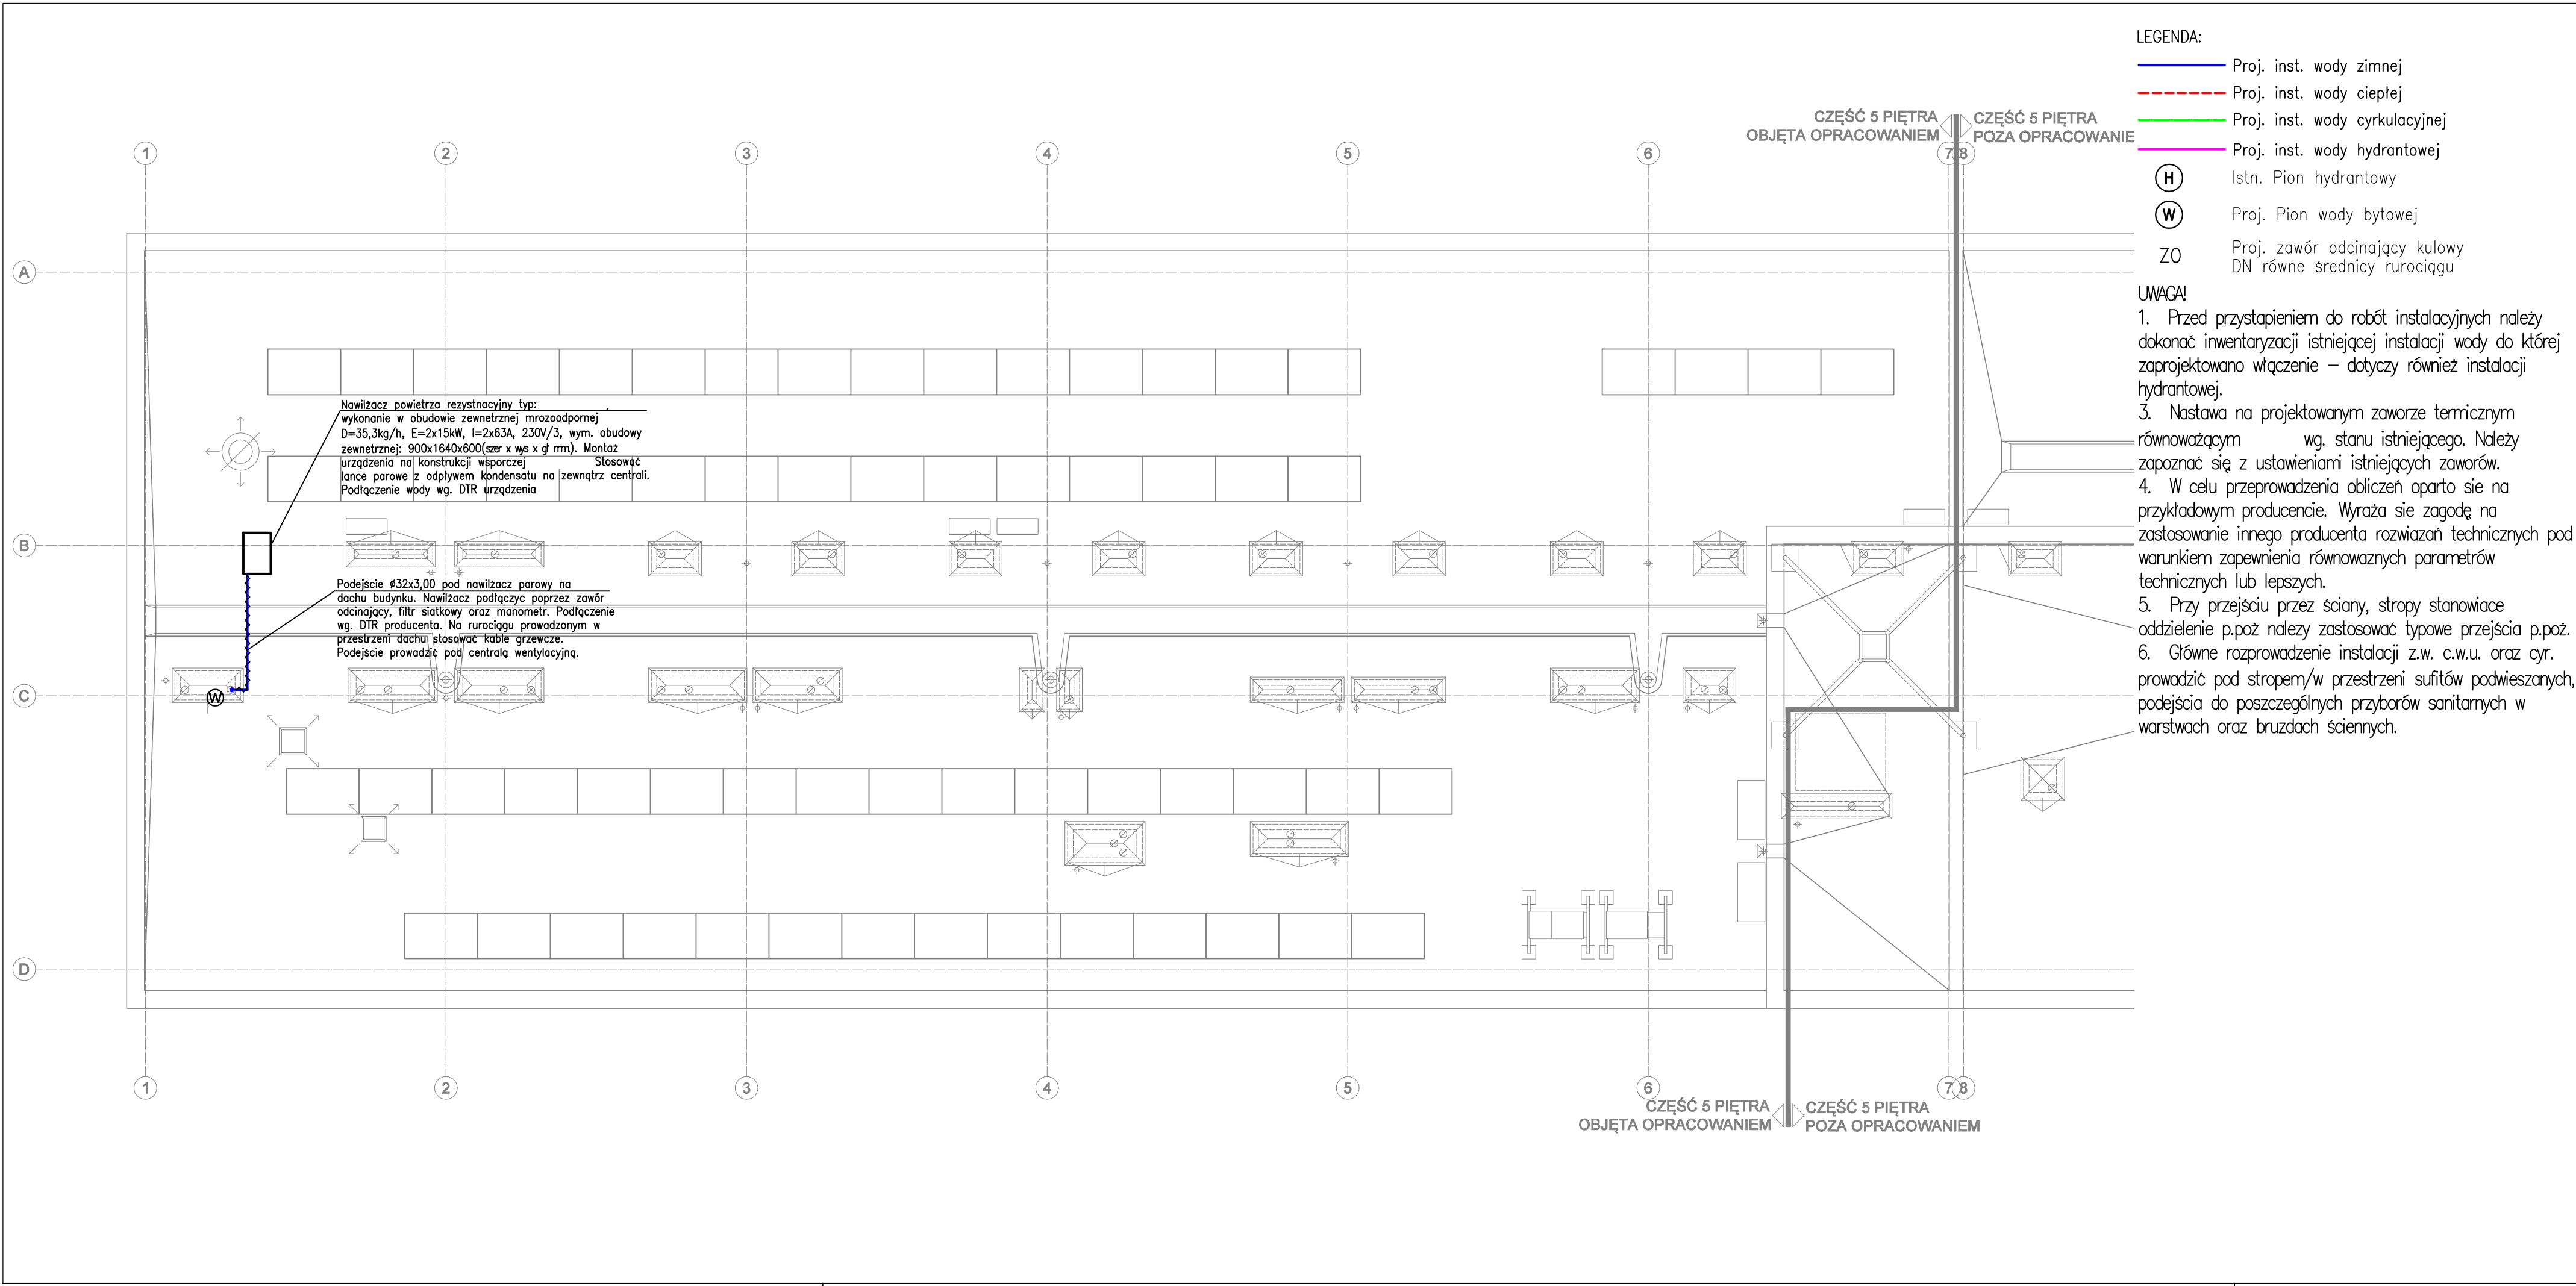 LEGENDA:
Proj. inst. wody zimnej
Proj. inst. wody ciepłej
Proj. inst. wody cyrkulacyjnej
Proj. inst. wody hydrantowej
H Istn. Pion hydrantowy
W Proj. Pion wody bytowej
ZO Proj. zawór odcinający kulowy
DN równe średnicy rurociągu
UWAGA!
1. Przed przystapieniem do robót instalacyjnych należy
dokonać inwentaryzacji istniejącej instalacji wody do której
zaprojektowano włączenie – dotyczy również instalacji
hydrantowej.
3. Nastawa na projektowanym zaworze termicznym
równoważącym wg. stanu istniejącego. Należy
zapoznać się z ustawieniami istniejących zaworów.
4. W celu przeprowadzenia obliczeń oparto sie na
przykładowym producencie. Wyraża sie zagodę na
zastosowanie innego producenta rozwiazań technicznych pod
warunkiem zapewnienia równowaznych parametrów
technicznych lub lepszych.
5. Przy przejściu przez ściany, stropy stanowiace
oddzielenie p.poż nalezy zastosować typowe przejścia p.poż.
6. Główne rozprowadzenie instalacji z.w. c.w.u. oraz cyr.
prowadzić pod stropem/w przestrzeni sufitów podwieszanych,
podejścia do poszczególnych przyborów sanitarnych w
warstwach oraz bruzdach ściennych.
CZĘŚĆ 5 PIĘTRA
OBJĘTA OPRACOWANIEM
CZĘŚĆ 5 PIĘTRA
POZA OPRACOWANIE
1 2 3 4 5 6 7 8
A
B
C
D
Nawilżacz powietrza rezystnacyjny typ:
wykonanie w obudowie zewnetrznej mrozoodpornej
D=35,3kg/h, E=2x15kW, I=2x63A, 230V/3, wym. obudowy
zewnetrznej: 900x1640x600(szer x wys x gł mm). Montaż
urządzenia na konstrukcji wsporczej Stosować
lance parowe z odpływem kondensatu na zewnątrz centrali.
Podłączenie wody wg. DTR urządzenia
Podejście ø32x3,00 pod nawilżacz parowy na
dachu budynku. Nawilżacz podłączyc poprzez zawór
odcinający, filtr siatkowy oraz manometr. Podłączenie
wg. DTR producenta. Na rurociągu prowadzonym w
przestrzeni dachu stosować kable grzewcze.
Podejście prowadzić pod centralą wentylacyjną.
W
1 2 3 4 5 6 7 8
CZĘŚĆ 5 PIĘTRA
OBJĘTA OPRACOWANIEM
CZĘŚĆ 5 PIĘTRA
POZA OPRACOWANIEM